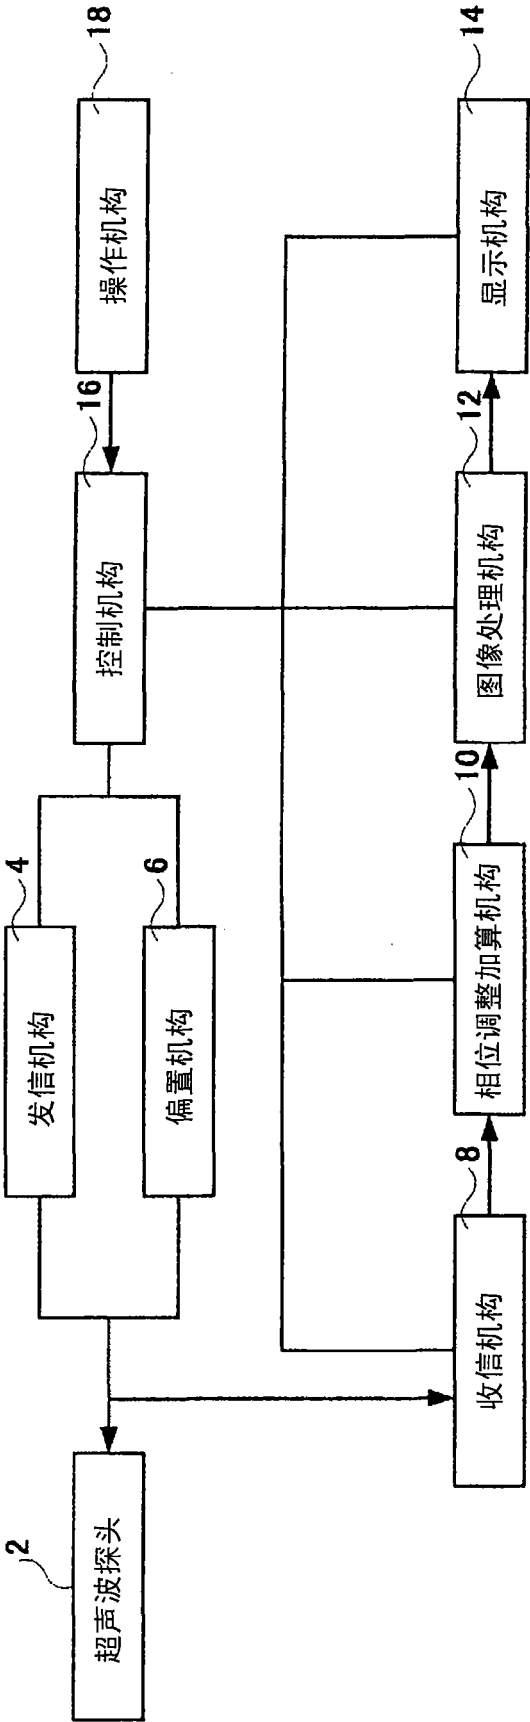 2
超声波探头
4
发信机构
6
偏置机构
16
控制机构
18
操作机构
8
收信机构
10
相位调整加算机构
12
图像处理机构
14
显示机构